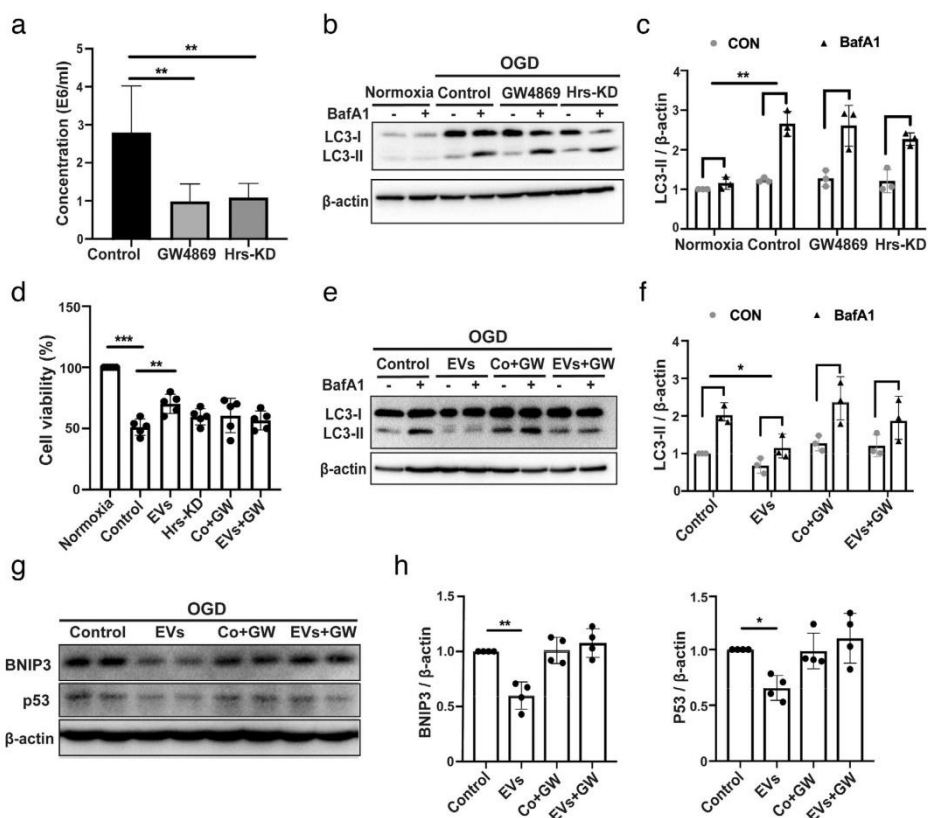 a
Concentration (E6/ml)
5
4
3
2
1
0
**
**
Control GW4869 Hrs-KD
b
OGD
Normoxia Control GW4869 Hrs-KD
BafA1 - + - + - + - +
LC3-I
LC3-II
β-actin
c
CON BafA1
LC3-II / β-actin
4
3
2
1
0
**
Normoxia Control GW4869 Hrs-KD
d
Cell viability (%)
150
100
50
0
***
**
Normoxia
Control
EVs
Hrs-KD
Co+GW
EVs+GW
e
OGD
Control EVs Co+GW EVs+GW
BafA1 - + - + - + - +
LC3-I
LC3-II
β-actin
f
CON BafA1
LC3-II / β-actin
4
3
2
1
0
*
Control
EVs
Co+GW
EVs+GW
g
OGD
Control EVs Co+GW EVs+GW
BNIP3
p53
β-actin
h
BNIP3 / β-actin
1.5
1.0
0.5
0
**
Control
EVs
Co+GW
EVs+GW
P53 / β-actin
1.5
1.0
0.5
0
*
Control
EVs
Co+GW
EVs+GW